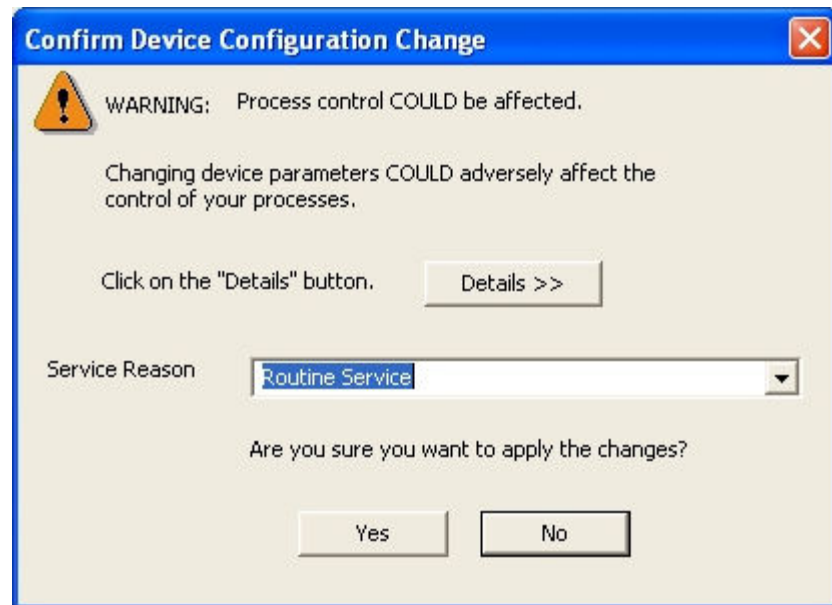 Confirm Device Configuration Change
WARNING: Process control COULD be affected.
Changing device parameters COULD adversely affect the
control of your processes.
Click on the "Details" button. Details >>
Service Reason Routine Service
Are you sure you want to apply the changes?
Yes No